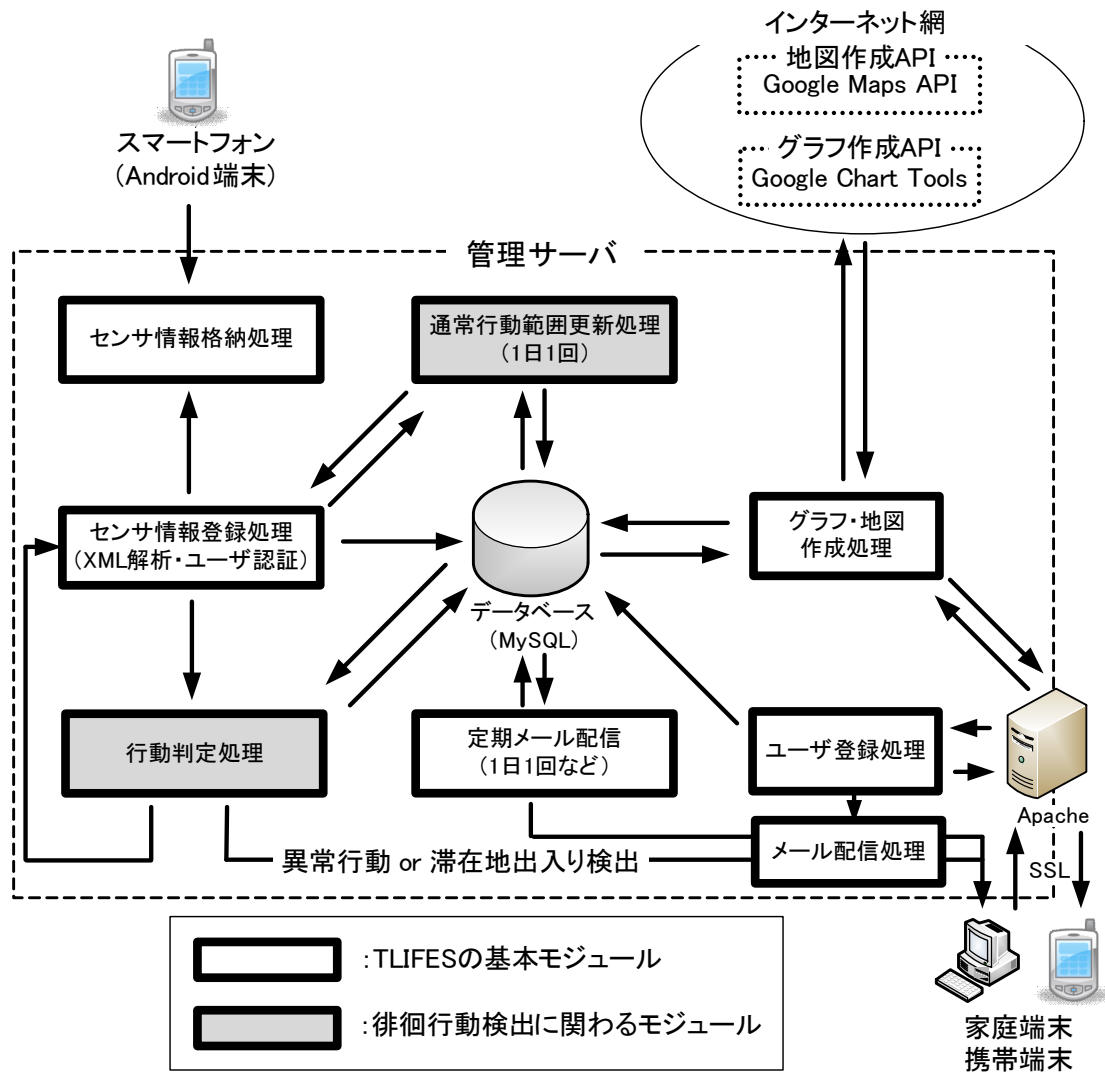 インターネット網
地図作成API
Google Maps API
グラフ作成API
Google Chart Tools
スマートフォン
(Android端末)
管理サーバ
センサ情報格納処理
通常行動範囲更新処理
(1日1回)
センサ情報登録処理
(XML解析・ユーザ認証)
データベース
(MySQL)
グラフ・地図
作成処理
行動判定処理
定期メール配信
(1日1回など)
ユーザ登録処理
Apache
異常行動 or 滞在地出入り検出
メール配信処理
SSL
:TLIFESの基本モジュール
:徘徊行動検出に関わるモジュール
家庭端末
携帯端末